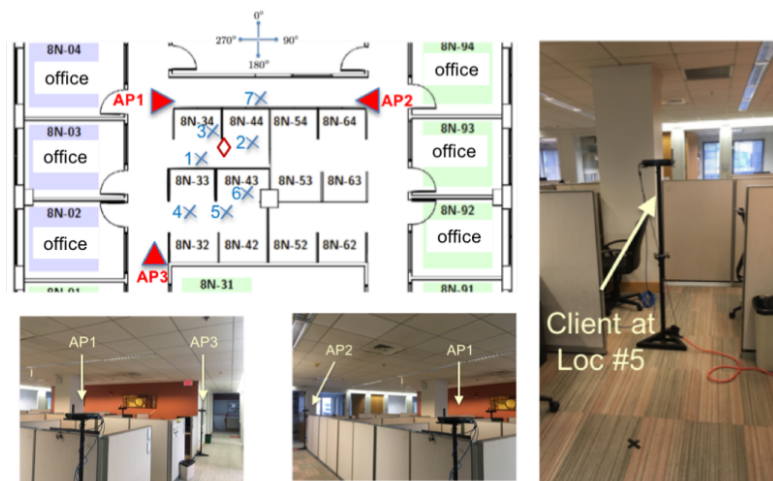 0°
270° 90°
180°
8N-04
office
8N-94
office
AP1
7
AP2
8N-34
8N-44
8N-54
8N-64
3
2
1
8N-03
office
8N-93
office
8N-33
8N-43
8N-53
8N-63
6
4
5
8N-02
office
8N-92
office
8N-32
8N-42
8N-52
8N-62
AP3
8N-31
8N-91
AP1
AP3
AP2
AP1
Client at
Loc #5